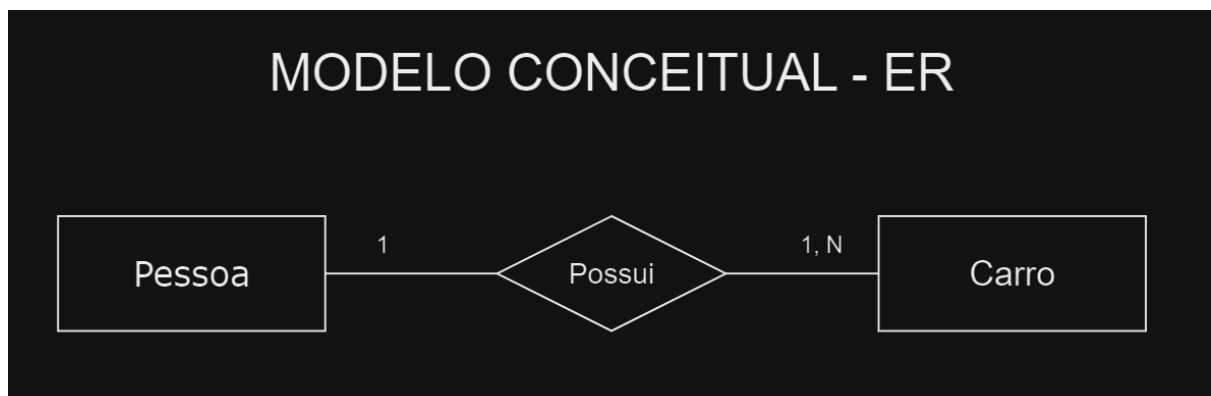 MODELO CONCEITUAL - ER
1
1, N
Pessoa
Possui
Carro